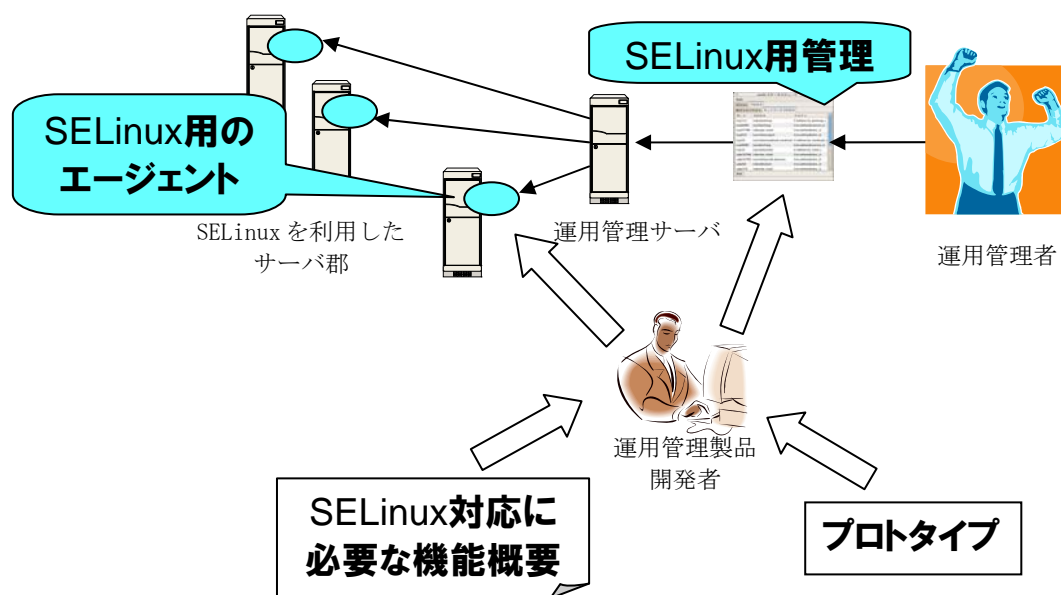 SELinux用管理
SELinux用の
エージェント
SELinuxを利用した
サーバ郡
運用管理サーバ
運用管理者
運用管理製品
開発者
SELinux対応に
必要な機能概要
プロトタイプ